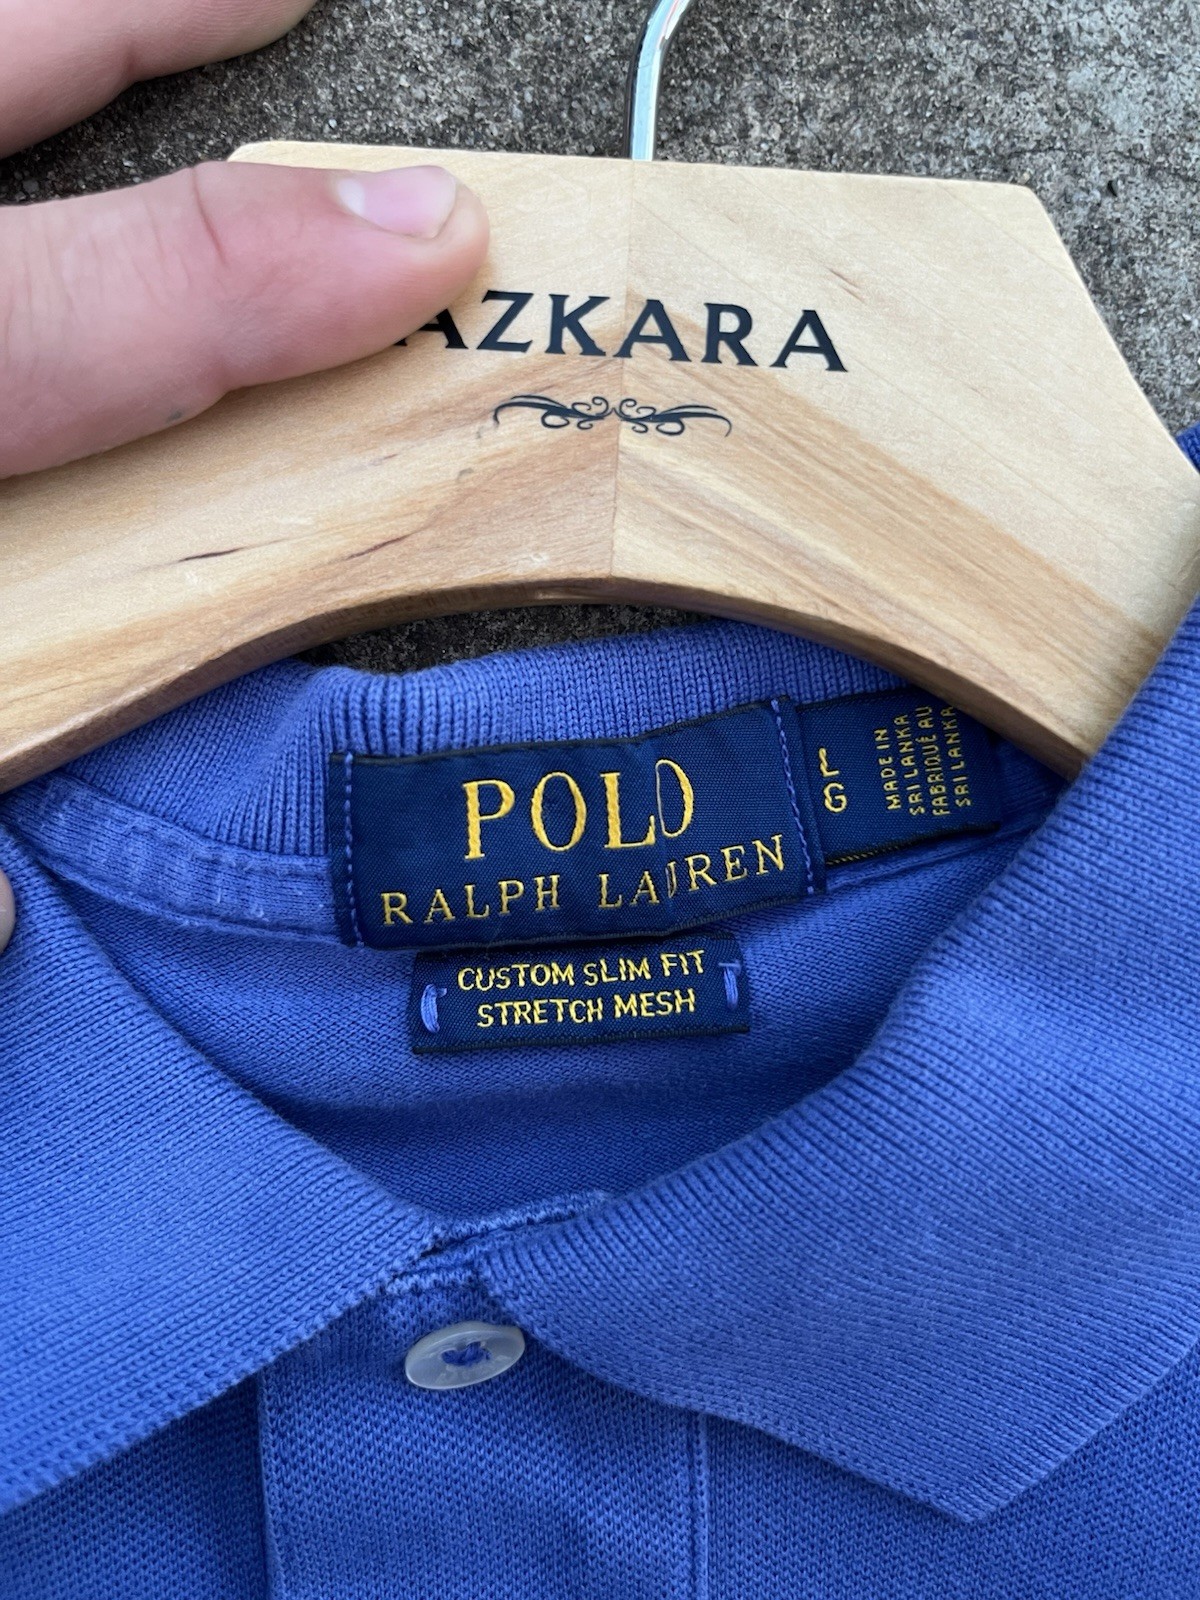 AZKARA
POLO
RALPH LAUREN
L
G
MADE IN
SRI LANKA
FABRIQUÉ AU
SRI LANKA
CUSTOM SLIM FIT
STRETCH MESH